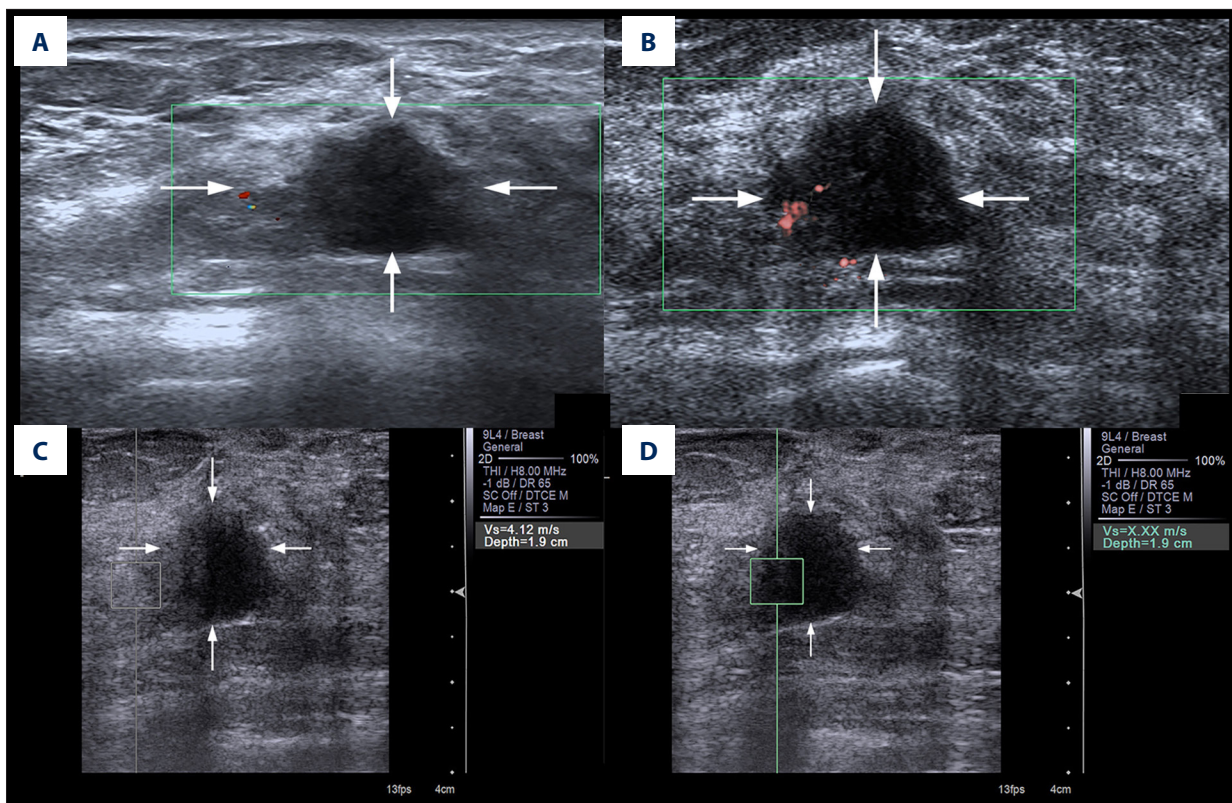 A
B
C
9L4 / Breast
General
2D 100%
THI / H8.00 MHz
-1 dB / DR 65
SC Off / DTCE M
Map E / ST 3
Vs=4.12 m/s
Depth=1.9 cm
13fps 4cm
D
9L4 / Breast
General
2D 100%
THI / H8.00 MHz
-1 dB / DR 65
SC Off / DTCE M
Map E / ST 3
Vs=X.XX m/s
Depth=1.9 cm
13fps 4cm